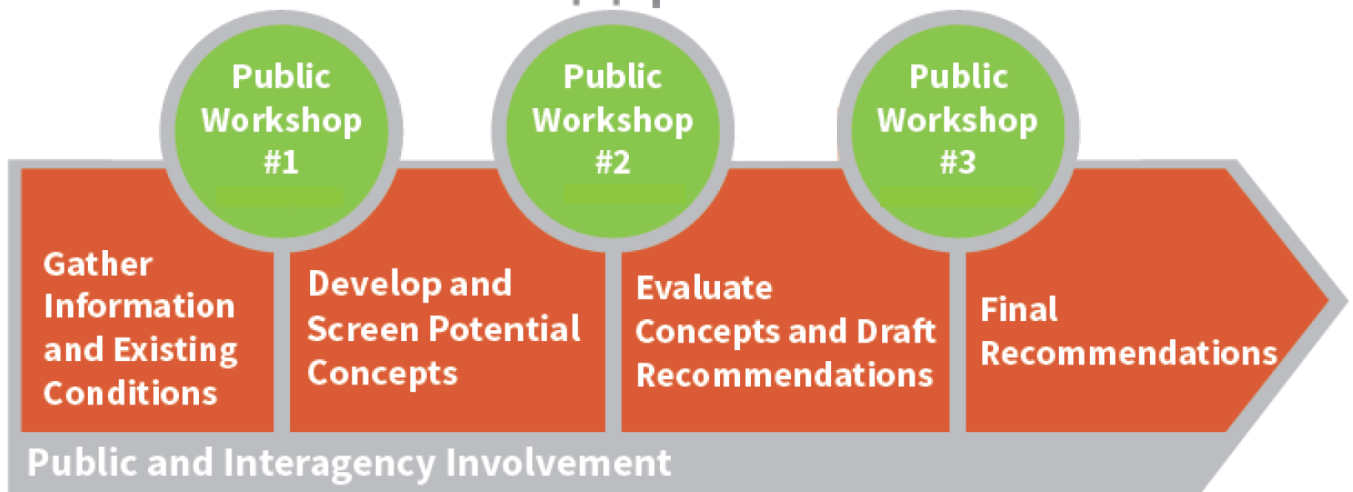 Public
Workshop
#1
Public
Workshop
#2
Public
Workshop
#3
Gather
Information
and Existing
Conditions
Develop and
Screen Potential
Concepts
Evaluate
Concepts and Draft
Recommendations
Final
Recommendations
Public and Interagency Involvement